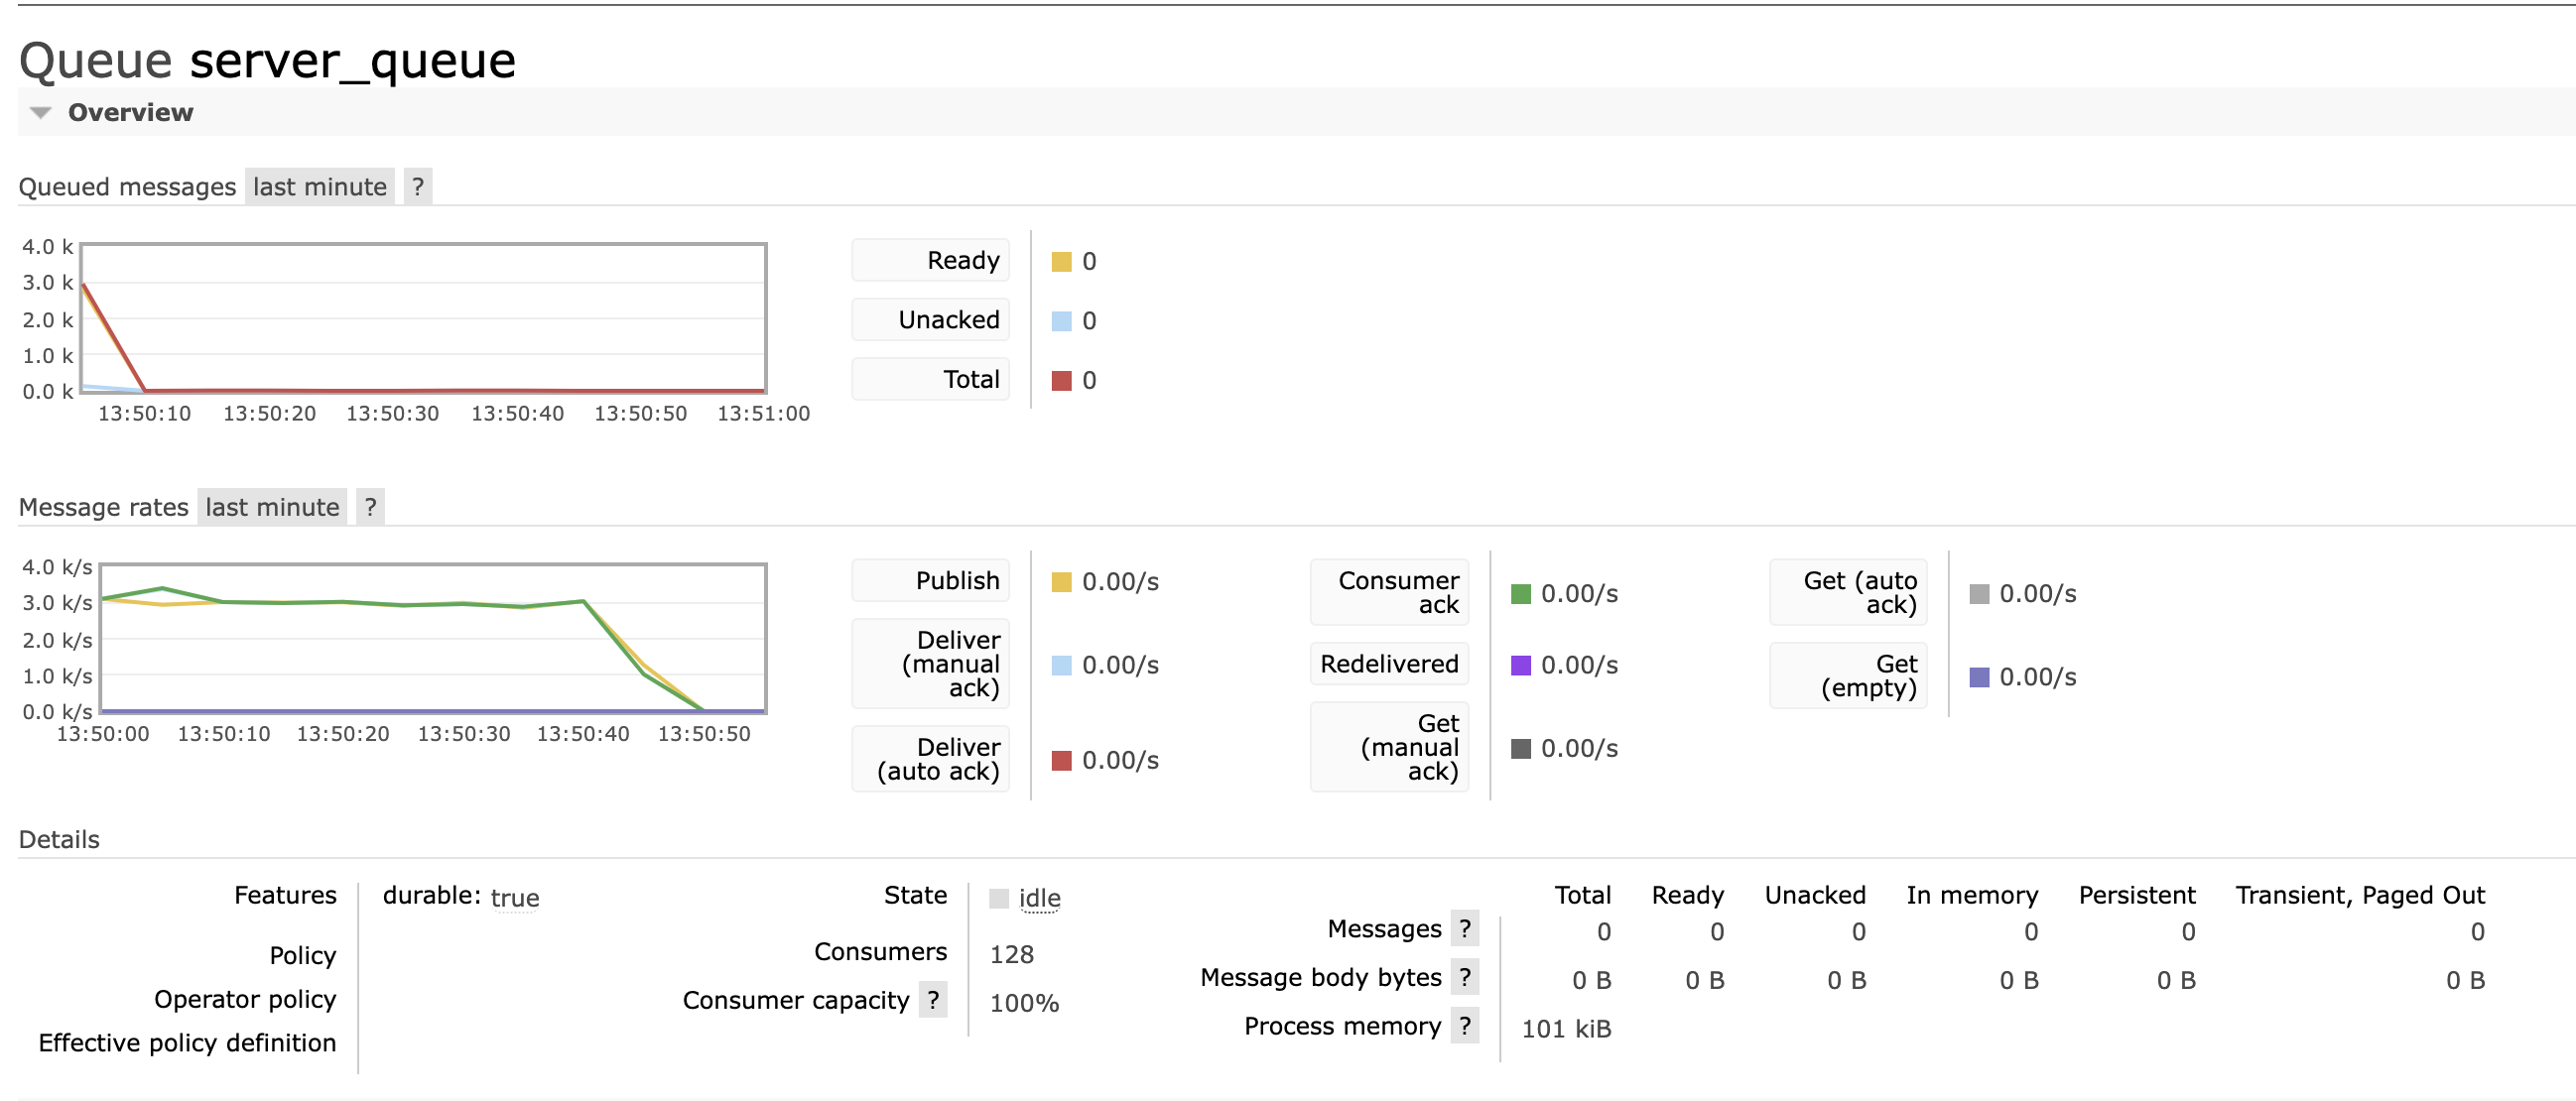 Queue server_queue
Overview
Queued messages last minute ?
4.0 k
3.0 k
2.0 k
1.0 k
0.0 k
13:50:10 13:50:20 13:50:30 13:50:40 13:50:50 13:51:00
Ready 0
Unacked 0
Total 0
Message rates last minute ?
4.0 k/s
3.0 k/s
2.0 k/s
1.0 k/s
0.0 k/s
13:50:00 13:50:10 13:50:20 13:50:30 13:50:40 13:50:50
Publish 0.00/s
Deliver
(manual
ack) 0.00/s
Deliver
(auto ack) 0.00/s
Consumer
ack 0.00/s
Redelivered 0.00/s
Get
(manual
ack) 0.00/s
Get (auto
ack) 0.00/s
Get
(empty) 0.00/s
Details
Features durable: true
Policy
Operator policy
Effective policy definition
State idle
Consumers 128
Consumer capacity ? 100%
Total Ready Unacked In memory Persistent Transient, Paged Out
Messages ? 0 0 0 0 0 0
Message body bytes ? 0 B 0 B 0 B 0 B 0 B 0 B
Process memory ? 101 kiB